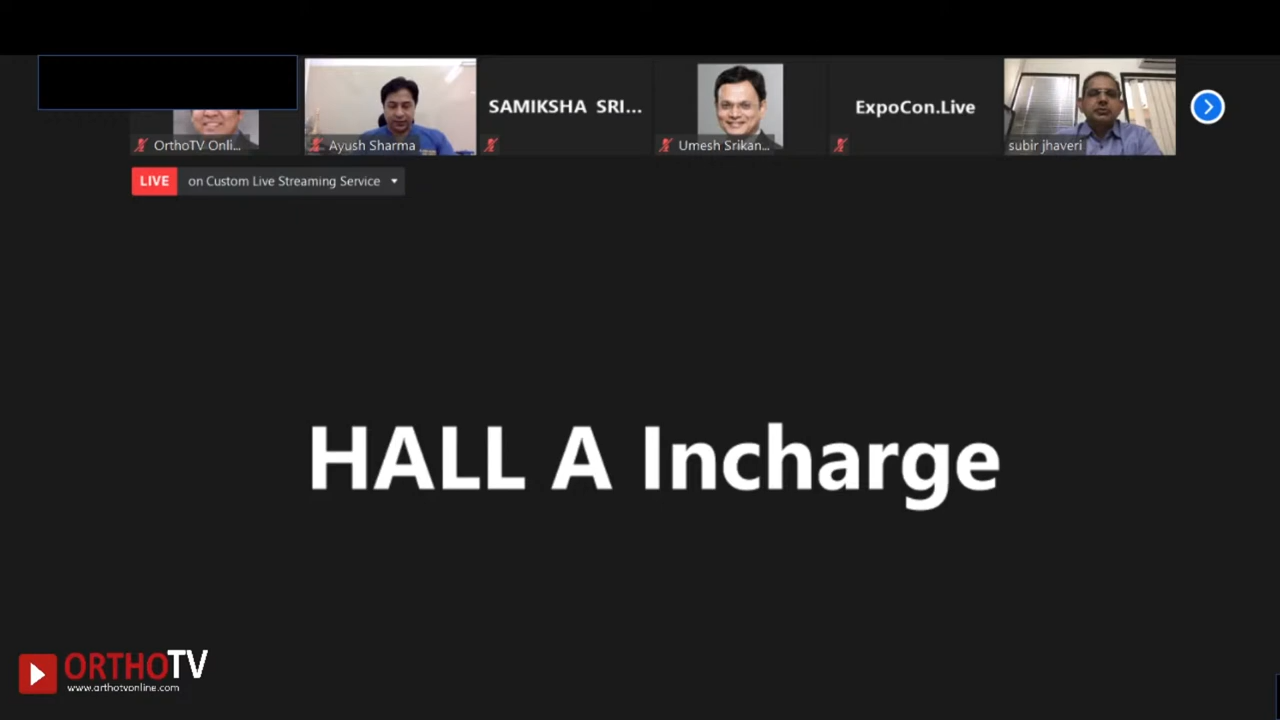 SAMIKSHA SRI...
ExpoCon.Live
OrthoTV Onli...
Ayush Sharma
Umesh Srikan...
subir jhaveri
LIVE on Custom Live Streaming Service
HALL A Incharge
ORTHOTV
www.arthotvonline.com